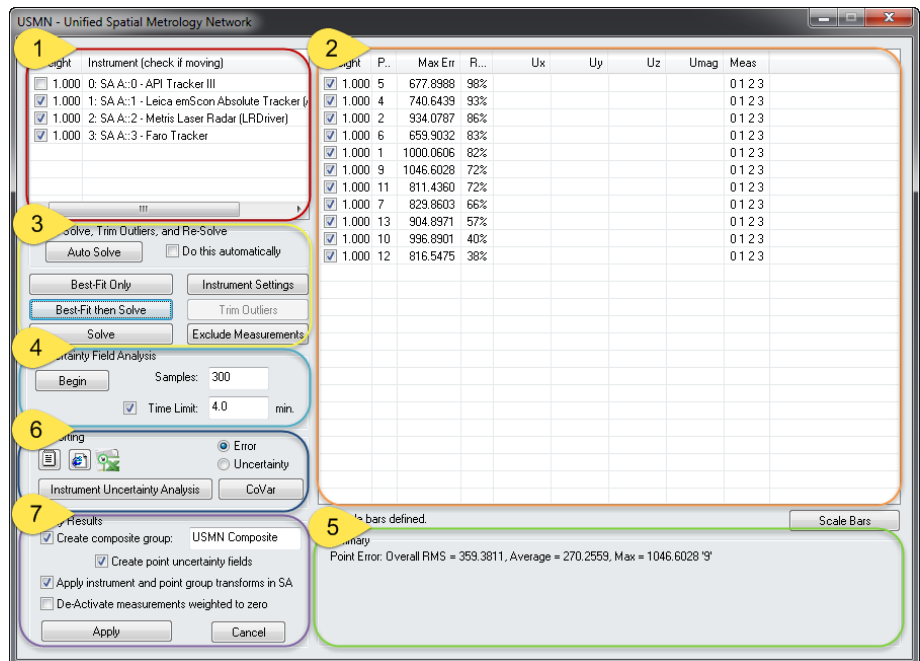 USMN - Unified Spatial Metrology Network
1
ght Instrument (check if moving)
1.000 0: SA A::0 - API Tracker III
1.000 1: SA A::1 - Leica emScon Absolute Tracker (
1.000 2: SA A::2 - Metris Laser Radar (LRDriver)
1.000 3: SA A::3 - Faro Tracker
2
ght P... Max Err R... Ux Uy Uz Umag Meas
1.000 5 677.8988 98% 0 1 2 3
1.000 4 740.6439 93% 0 1 2 3
1.000 2 934.0787 86% 0 1 2 3
1.000 6 659.9032 83% 0 1 2 3
1.000 1 1000.0606 82% 0 1 2 3
1.000 9 1046.6028 72% 0 1 2 3
1.000 11 811.4360 72% 0 1 2 3
1.000 7 829.8603 66% 0 1 2 3
1.000 13 904.8971 57% 0 1 2 3
1.000 10 996.8901 40% 0 1 2 3
1.000 12 816.5475 38% 0 1 2 3
3
olve, Trim Outliers, and Re-Solve
Auto Solve Do this automatically
Best-Fit Only Instrument Settings
Best-Fit then Solve Trim Outliers
Solve Exclude Measurements
4
ertainty Field Analysis
Begin Samples: 300
Time Limit: 4.0 min.
6
orting
Error
Uncertainty
Instrument Uncertainty Analysis CoVar
7
Results
Create composite group: USMN Composite
Create point uncertainty fields
Apply instrument and point group transforms in SA
De-Activate measurements weighted to zero
Apply Cancel
5
bars defined.
Scale Bars
mmary
Point Error: Overall RMS = 359.3811, Average = 270.2559, Max = 1046.6028 '9'